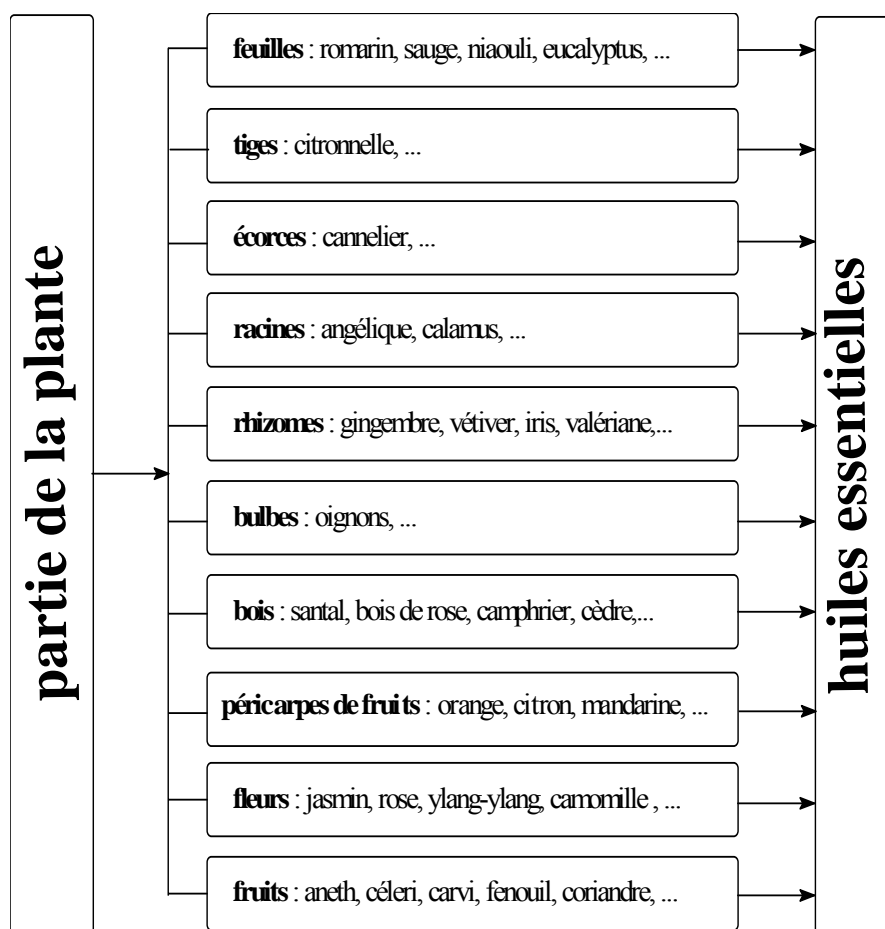 partie de la plante
feuilles : romarin, sauge, niaouli, eucalyptus, ...
tiges : citronnelle, ...
écorces : cannelier, ...
racines : angélique, calamus, ...
rhizomes : gingembre, vétiver, iris, valériane,...
bulbes : oignons, ...
bois : santal, bois de rose, camphrier, cèdre,...
péricarpes de fruits : orange, citron, mandarine, ...
fleurs : jasmin, rose, ylang-ylang, camomille , ...
fruits : aneth, céleri, carvi, fenouil, coriandre, ...
huiles essentielles